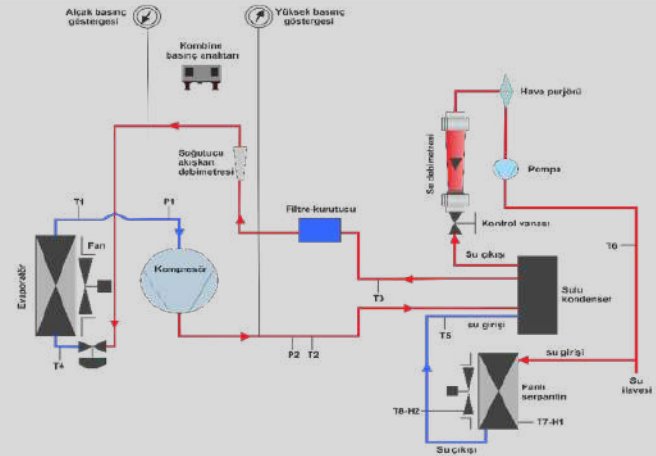 Alçak basınç
göstergesi
Yüksek basınç
göstergesi
Kombine
basınç anahtarı
Hava purjörü
Soğutucu
akışkan
debimetresi
Su debimetresi
Pompa
T1
P1
Filtre-kurutucu
Kontrol vanası
Fan
T6
Evaporatör
Kompresör
Su çıkışı
Sulu
kondenser
T3
su girişi
T5
T4
P2
T2
su girişi
Su
ilavesi
Fanlı
serpantin
T8-H2
T7-H1
Su çıkışı